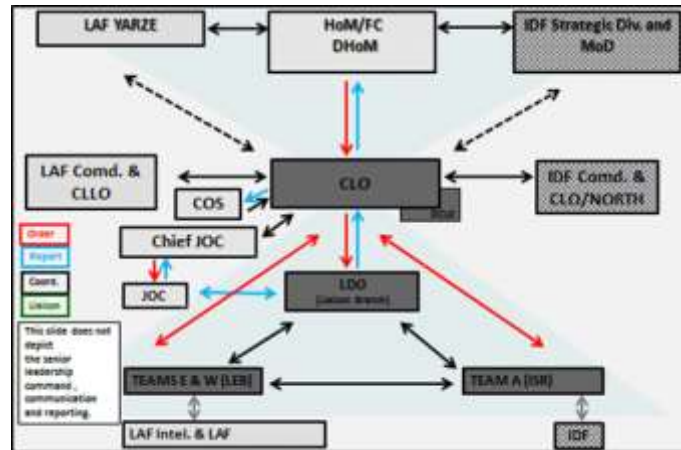 LAF YARZE
HoM/FC
DHoM
IDF Strategic Div. and
MoD
LAF Comd. &
CLLO
CLO
IDF Comd. &
CLO/NORTH
COS
Chief JOC
Order
Report
Coord.
Liaison
JOC
LDO
(Liaison Branch)
This slide does not
depict
the senior
leadership
command,
communication
and reporting.
TEAMS E & W (LEB)
TEAM A (ISR)
LAF Intel. & LAF
IDF